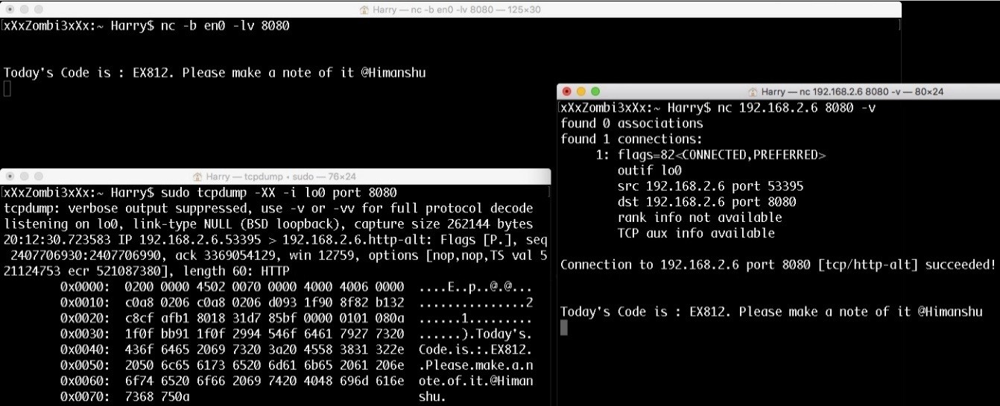 Harry — nc -b en0 -lv 8080 — 125×30
xXxZombi3xXx:~ Harry$ nc -b en0 -lv 8080
Today's Code is : EX812. Please make a note of it @Himanshu
Harry — nc 192.168.2.6 8080 -v — 80×24
xXxZombi3xXx:~ Harry$ nc 192.168.2.6 8080 -v
found 0 associations
found 1 connections:
1: flags=82<CONNECTED,PREFERRED>
outif lo0
src 192.168.2.6 port 53395
dst 192.168.2.6 port 8080
rank info not available
TCP aux info available
Connection to 192.168.2.6 port 8080 [tcp/http-alt] succeeded!
Today's Code is : EX812. Please make a note of it @Himanshu
Harry — tcpdump • sudo — 76×24
xXxZombi3xXx:~ Harry$ sudo tcpdump -XX -i lo0 port 8080
tcpdump: verbose output suppressed, use -v or -vv for full protocol decode
listening on lo0, link-type NULL (BSD loopback), capture size 262144 bytes
20:12:30.723583 IP 192.168.2.6.53395 > 192.168.2.6.http-alt: Flags [P.], seq
2407706930:2407706990, ack 3369054129, win 12759, options [nop,nop,TS val 5
21124753 ecr 521087380], length 60: HTTP
0x0000: 0200 0000 4502 0070 0000 4000 4006 0000 ....E..p..@.@...
0x0010: c0a8 0206 c0a8 0206 d093 1f90 8f82 b132 ...............2
0x0020: c8cf afb1 8018 31d7 85bf 0000 0101 080a ......1.........
0x0030: 1f0f bb91 1f0f 2994 546f 6461 7927 7320 ......).Today's.
0x0040: 436f 6465 2069 7320 3a20 4558 3831 322e Code.is.:.EX812.
0x0050: 2050 6c65 6173 6520 6d61 6b65 2061 206e .Please.make.a.n
0x0060: 6f74 6520 6f66 2069 7420 4048 696d 616e ote.of.it.@Himan
0x0070: 7368 750a shu.